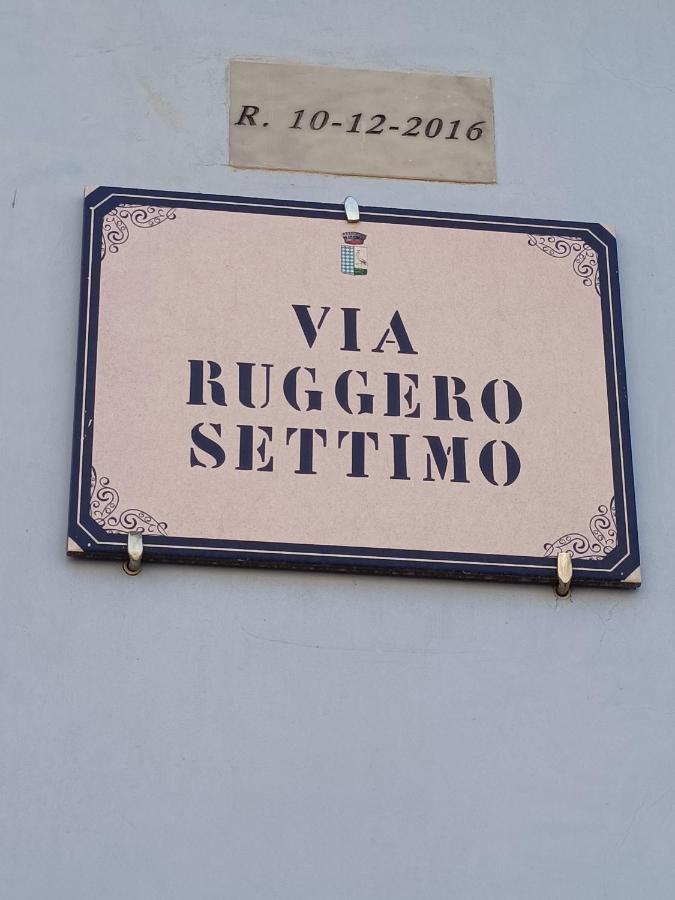 R. 10-12-2016
VIA
RUGGERO
SETTIMO